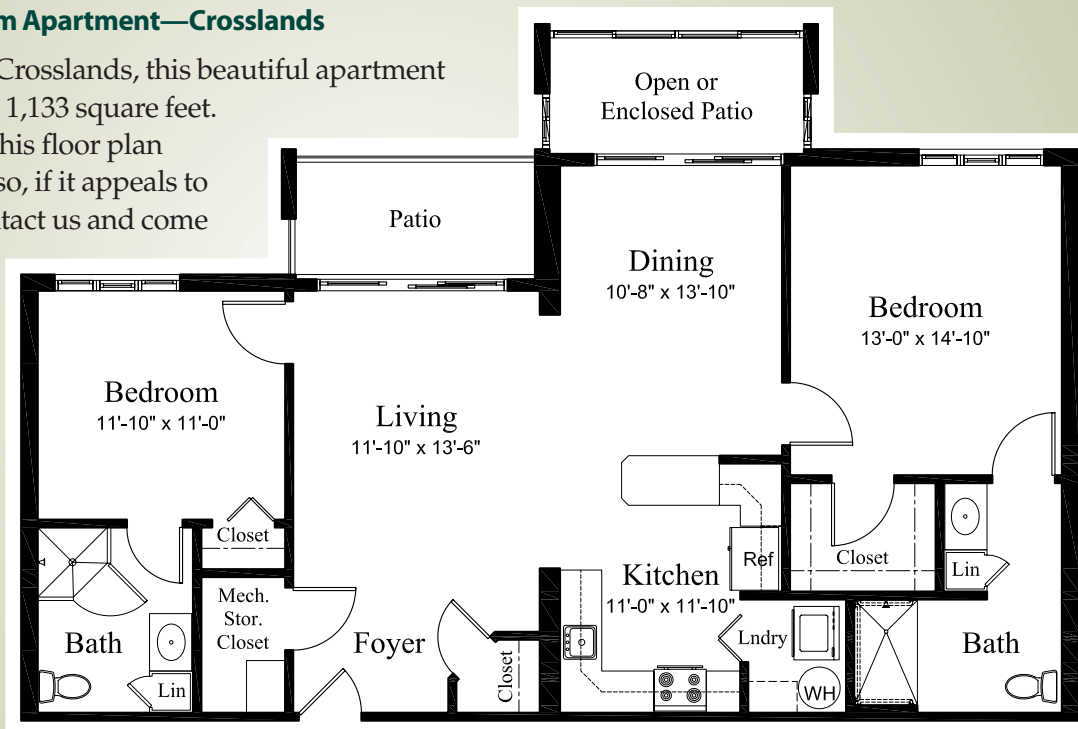 m Apartment—Crosslands
Crosslands, this beautiful apartment
1,133 square feet.
his floor plan
so, if it appeals to
ntact us and come
Open or
Enclosed Patio
Patio
Dining
10'-8" x 13'-10"
Bedroom
13'-0" x 14'-10"
Bedroom
11'-10" x 11'-0"
Living
11'-10" x 13'-6"
Closet
Ref
Closet
Lin
Kitchen
11'-0" x 11'-10"
Mech.
Stor.
Closet
Bath
Foyer
Closet
Lndry
Bath
Lin
WH